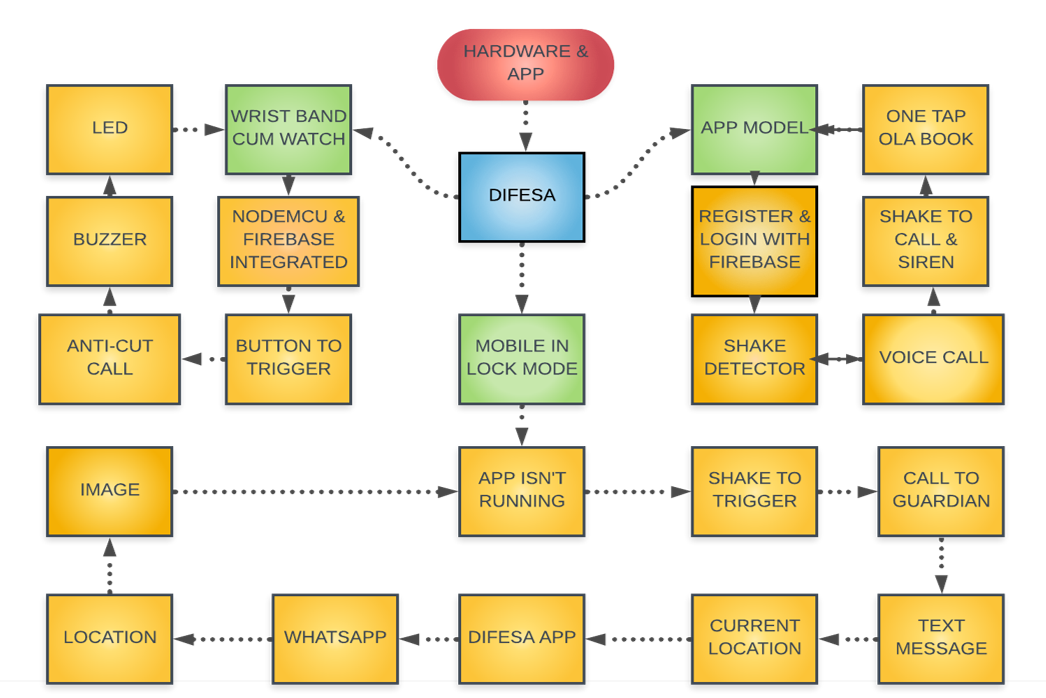 HARDWARE &
APP
LED
WRIST BAND
CUM WATCH
APP MODEL
ONE TAP
OLA BOOK
DIFESA
BUZZER
NODEMCU &
FIREBASE
INTEGRATED
REGISTER &
LOGIN WITH
FIREBASE
SHAKE TO
CALL &
SIREN
ANTI-CUT
CALL
BUTTON TO
TRIGGER
MOBILE IN
LOCK MODE
SHAKE
DETECTOR
VOICE CALL
IMAGE
APP ISN'T
RUNNING
SHAKE TO
TRIGGER
CALL TO
GUARDIAN
LOCATION
WHATSAPP
DIFESA APP
CURRENT
LOCATION
TEXT
MESSAGE